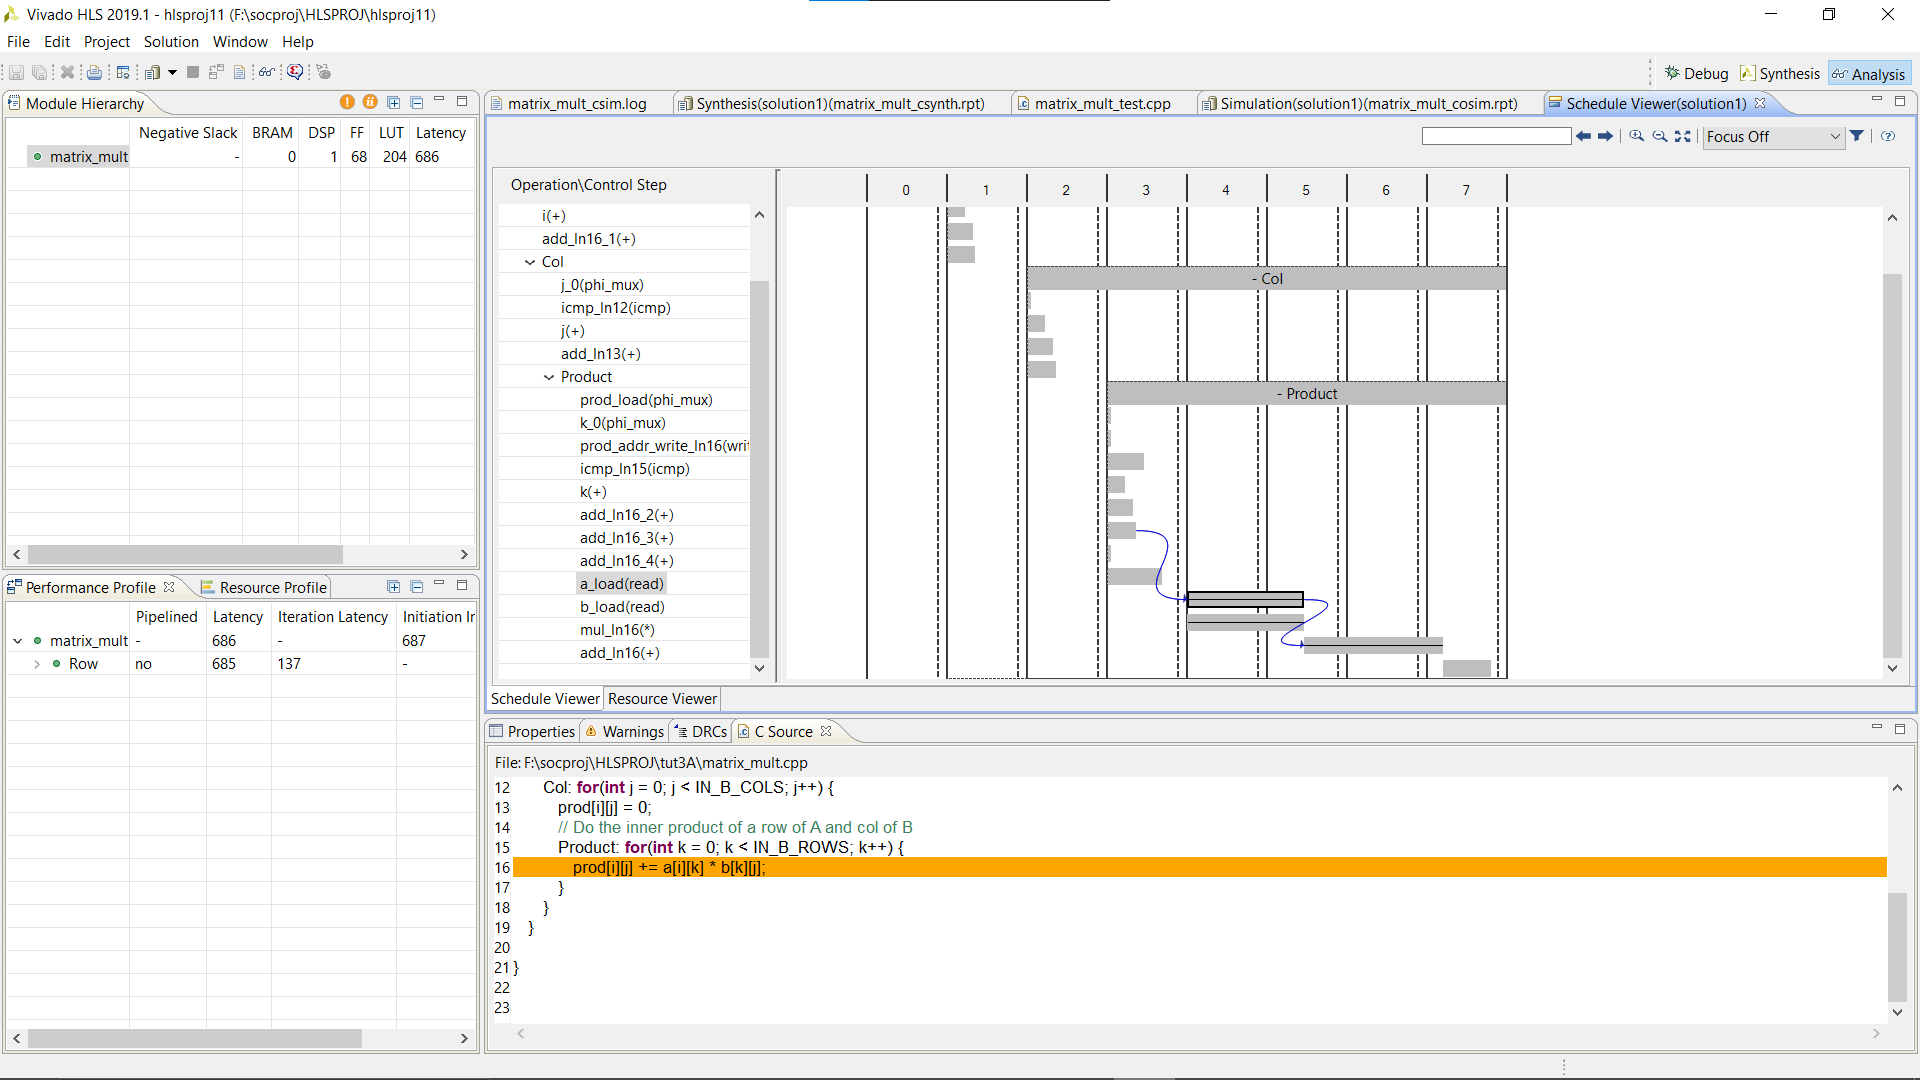 Vivado HLS 2019.1 - hlsproj11 (F:\socproj\HLSPROJ\hlsproj11)
File Edit Project Solution Window Help
Debug Synthesis Analysis
Module Hierarchy
Negative Slack BRAM DSP FF LUT Latency
matrix_mult - 0 1 68 204 686
Performance Profile Resource Profile
Pipelined Latency Iteration Latency Initiation Ir
matrix_mult - 686 - 687
Row no 685 137 -
matrix_mult_csim.log Synthesis(solution1)(matrix_mult_csynth.rpt) matrix_mult_test.cpp Simulation(solution1)(matrix_mult_cosim.rpt) Schedule Viewer(solution1)
Focus Off
Operation\Control Step 0 1 2 3 4 5 6 7
i(+)
add_ln16_1(+)
Col
- Col
j_0(phi_mux)
icmp_ln12(icmp)
j(+)
add_ln13(+)
Product
- Product
prod_load(phi_mux)
k_0(phi_mux)
prod_addr_write_ln16(wri
icmp_ln15(icmp)
k(+)
add_ln16_2(+)
add_ln16_3(+)
add_ln16_4(+)
a_load(read)
b_load(read)
mul_ln16(*)
add_ln16(+)
Schedule Viewer Resource Viewer
Properties Warnings DRCs C Source
File: F:\socproj\HLSPROJ\tut3A\matrix_mult.cpp
12 Col: for(int j = 0; j < IN_B_COLS; j++) {
13 prod[i][j] = 0;
14 // Do the inner product of a row of A and col of B
15 Product: for(int k = 0; k < IN_B_ROWS; k++) {
16 prod[i][j] += a[i][k] * b[k][j];
17 }
18 }
19 }
20
21 }
22
23